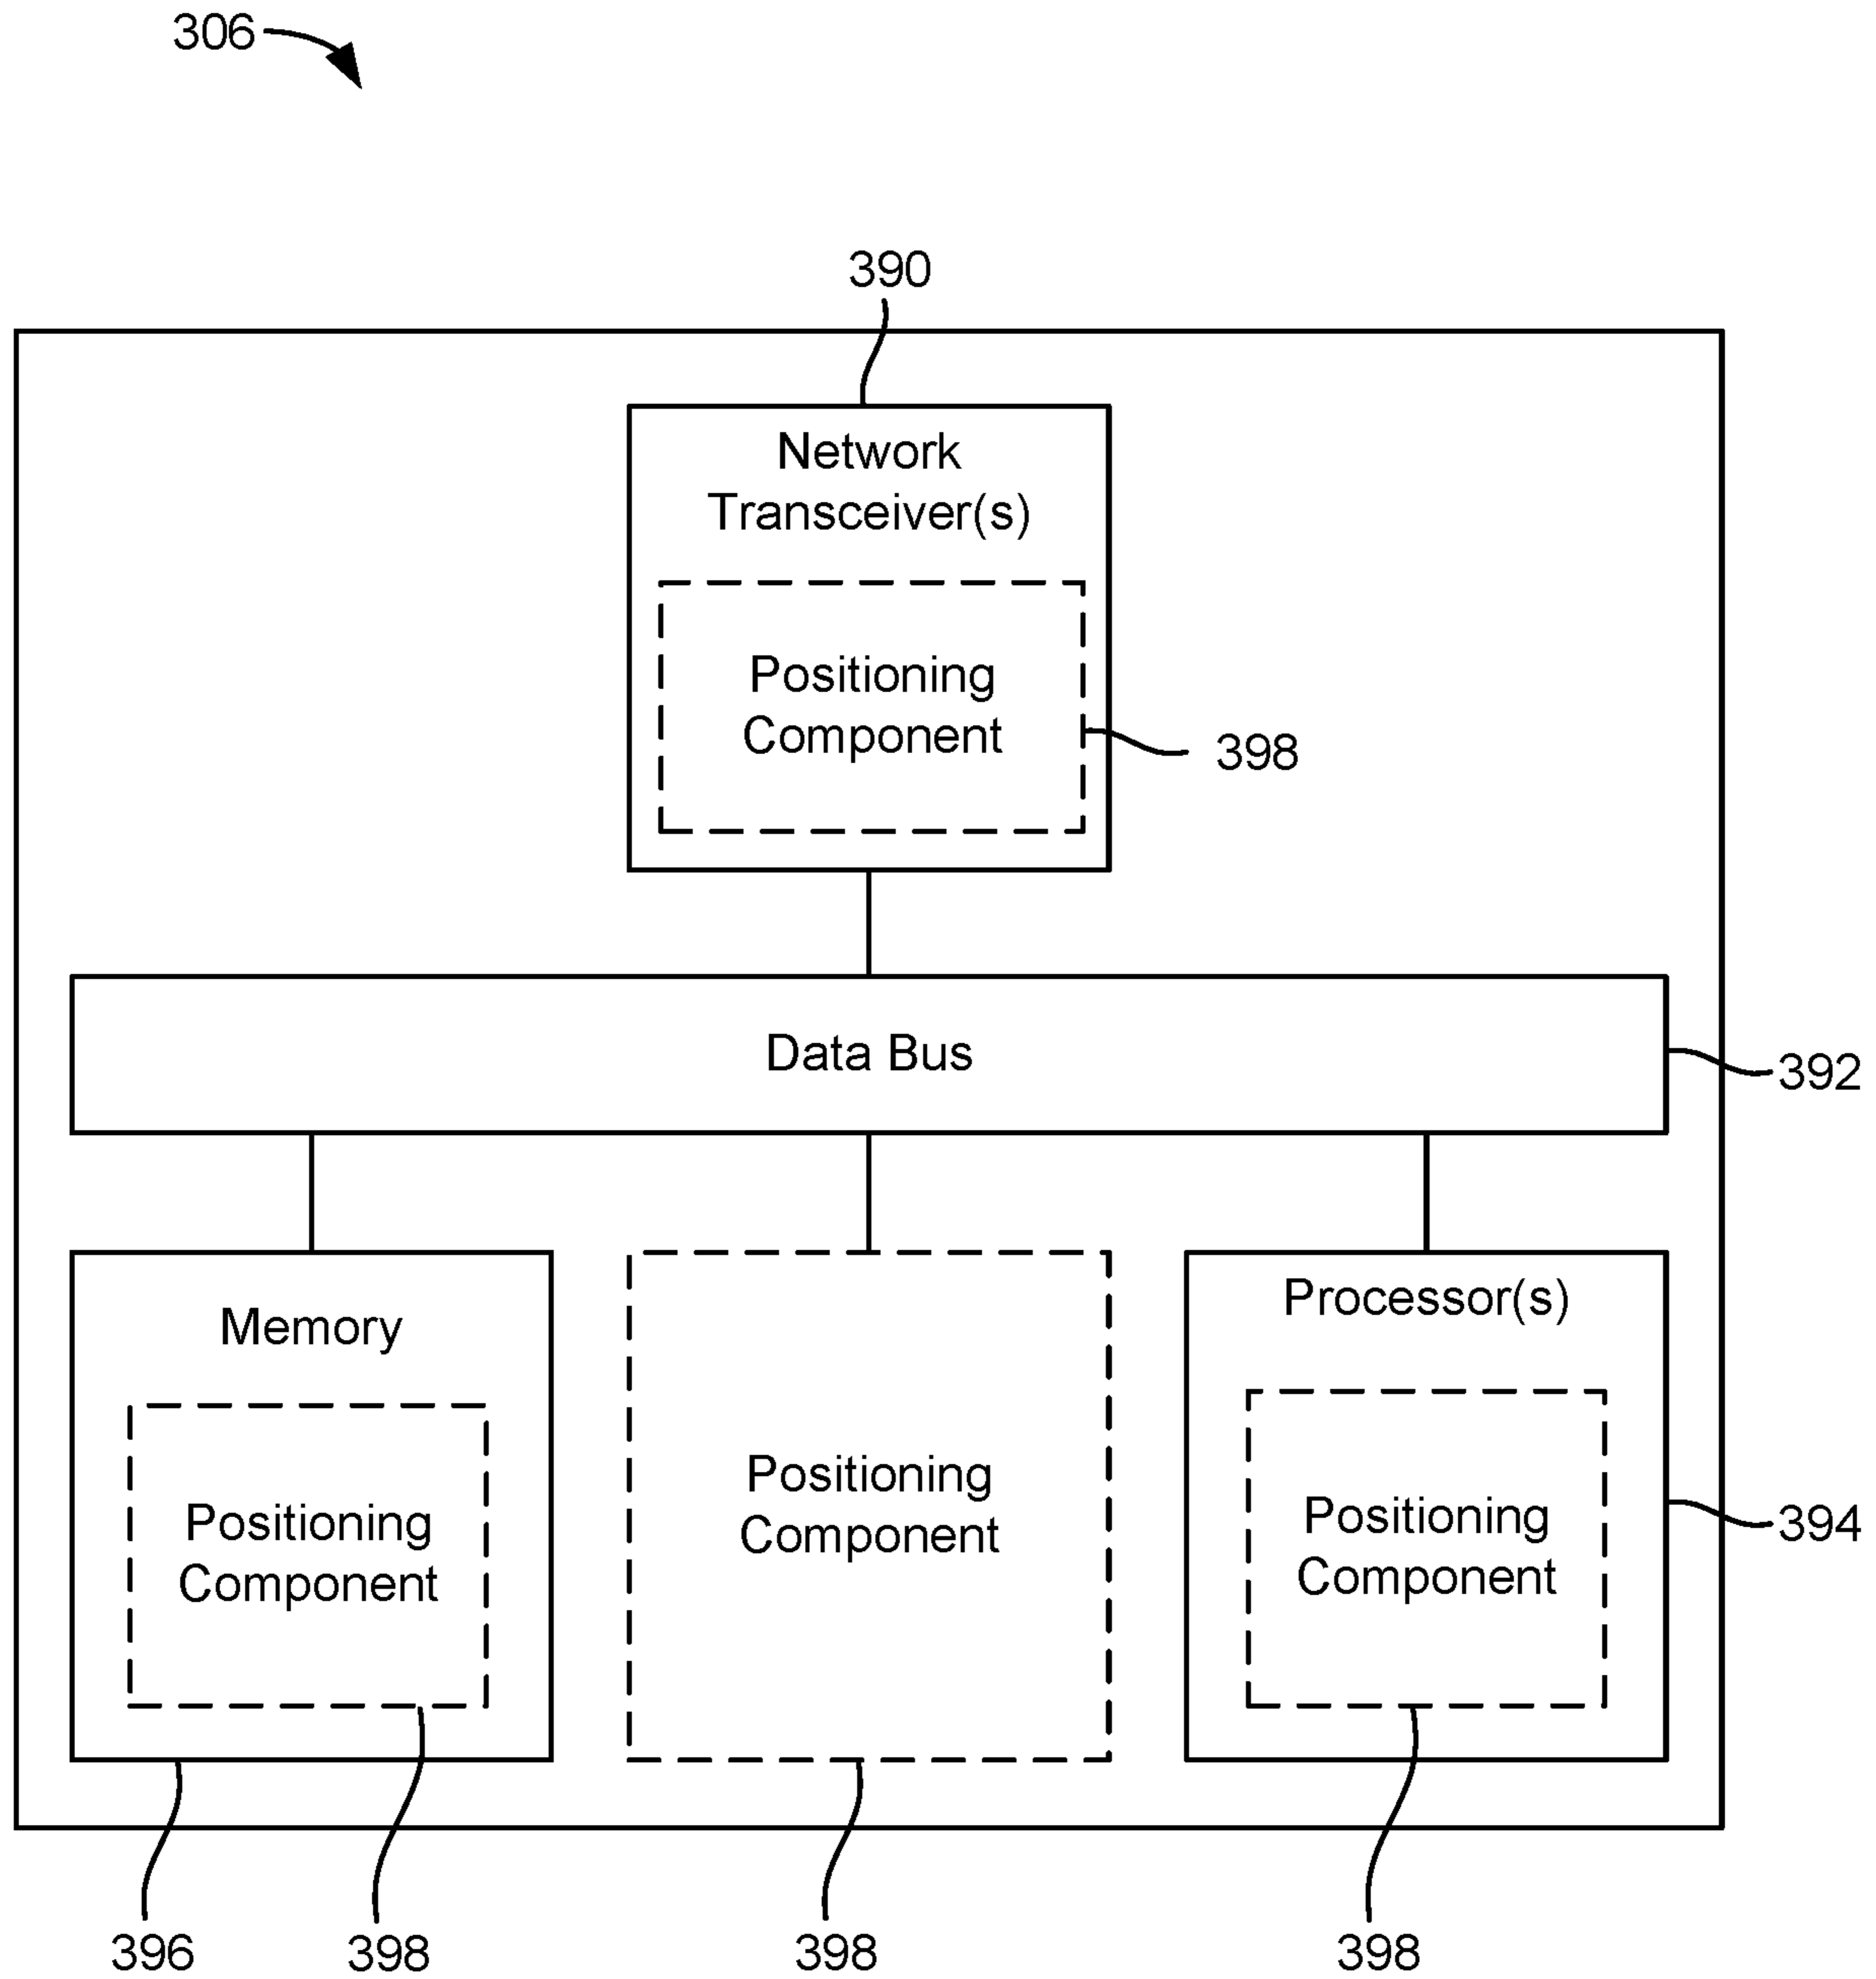 306
390
Network
Transceiver(s)
Positioning
Component
398
Data Bus
392
Memory
Positioning
Component
Positioning
Component
Processor(s)
Positioning
Component
394
396
398
398
398